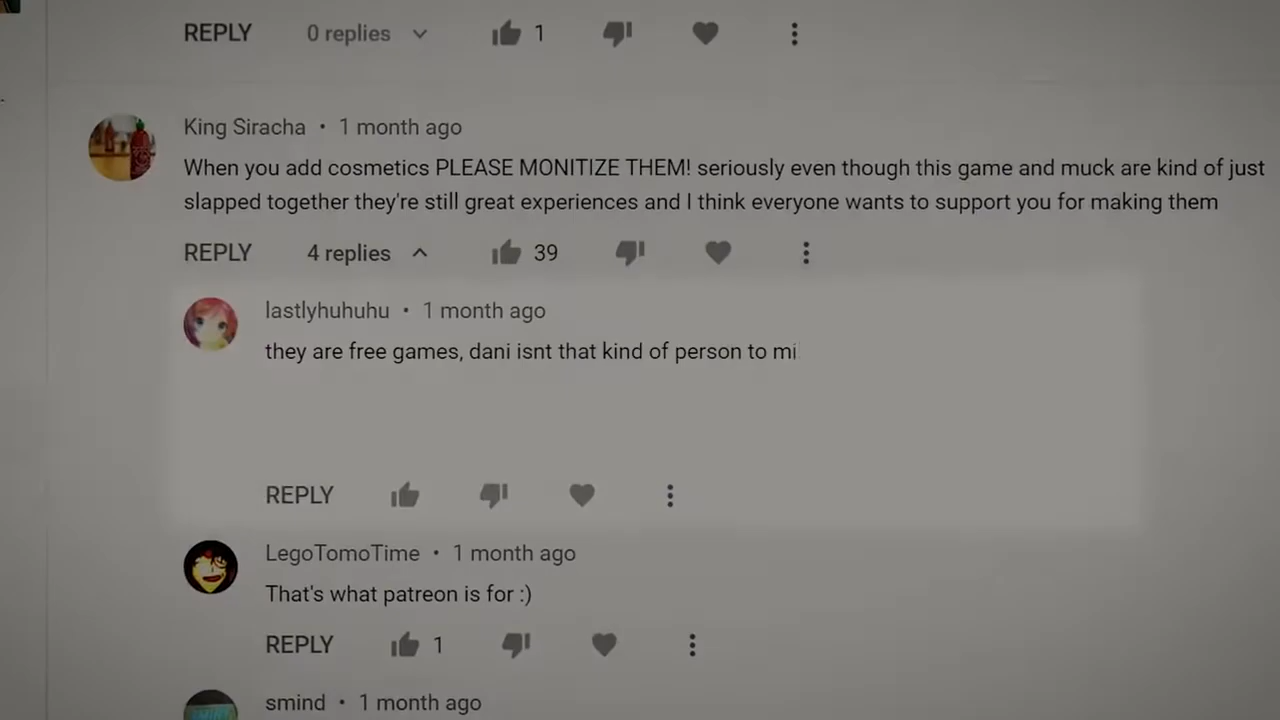 REPLY 0 replies 1
King Siracha • 1 month ago
When you add cosmetics PLEASE MONITIZE THEM! seriously even though this game and muck are kind of just
slapped together they're still great experiences and I think everyone wants to support you for making them
REPLY 4 replies 39
lastlyhuhuhu • 1 month ago
they are free games, dani isnt that kind of person to mi
REPLY
LegoTomoTime • 1 month ago
That's what patreon is for :)
REPLY 1
smind • 1 month ago